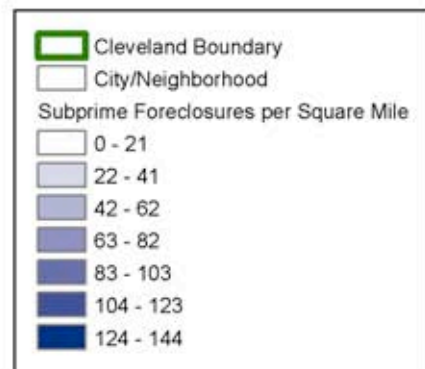 Cleveland Boundary
City/Neighborhood
Subprime Foreclosures per Square Mile
0 - 21
22 - 41
42 - 62
63 - 82
83 - 103
104 - 123
124 - 144